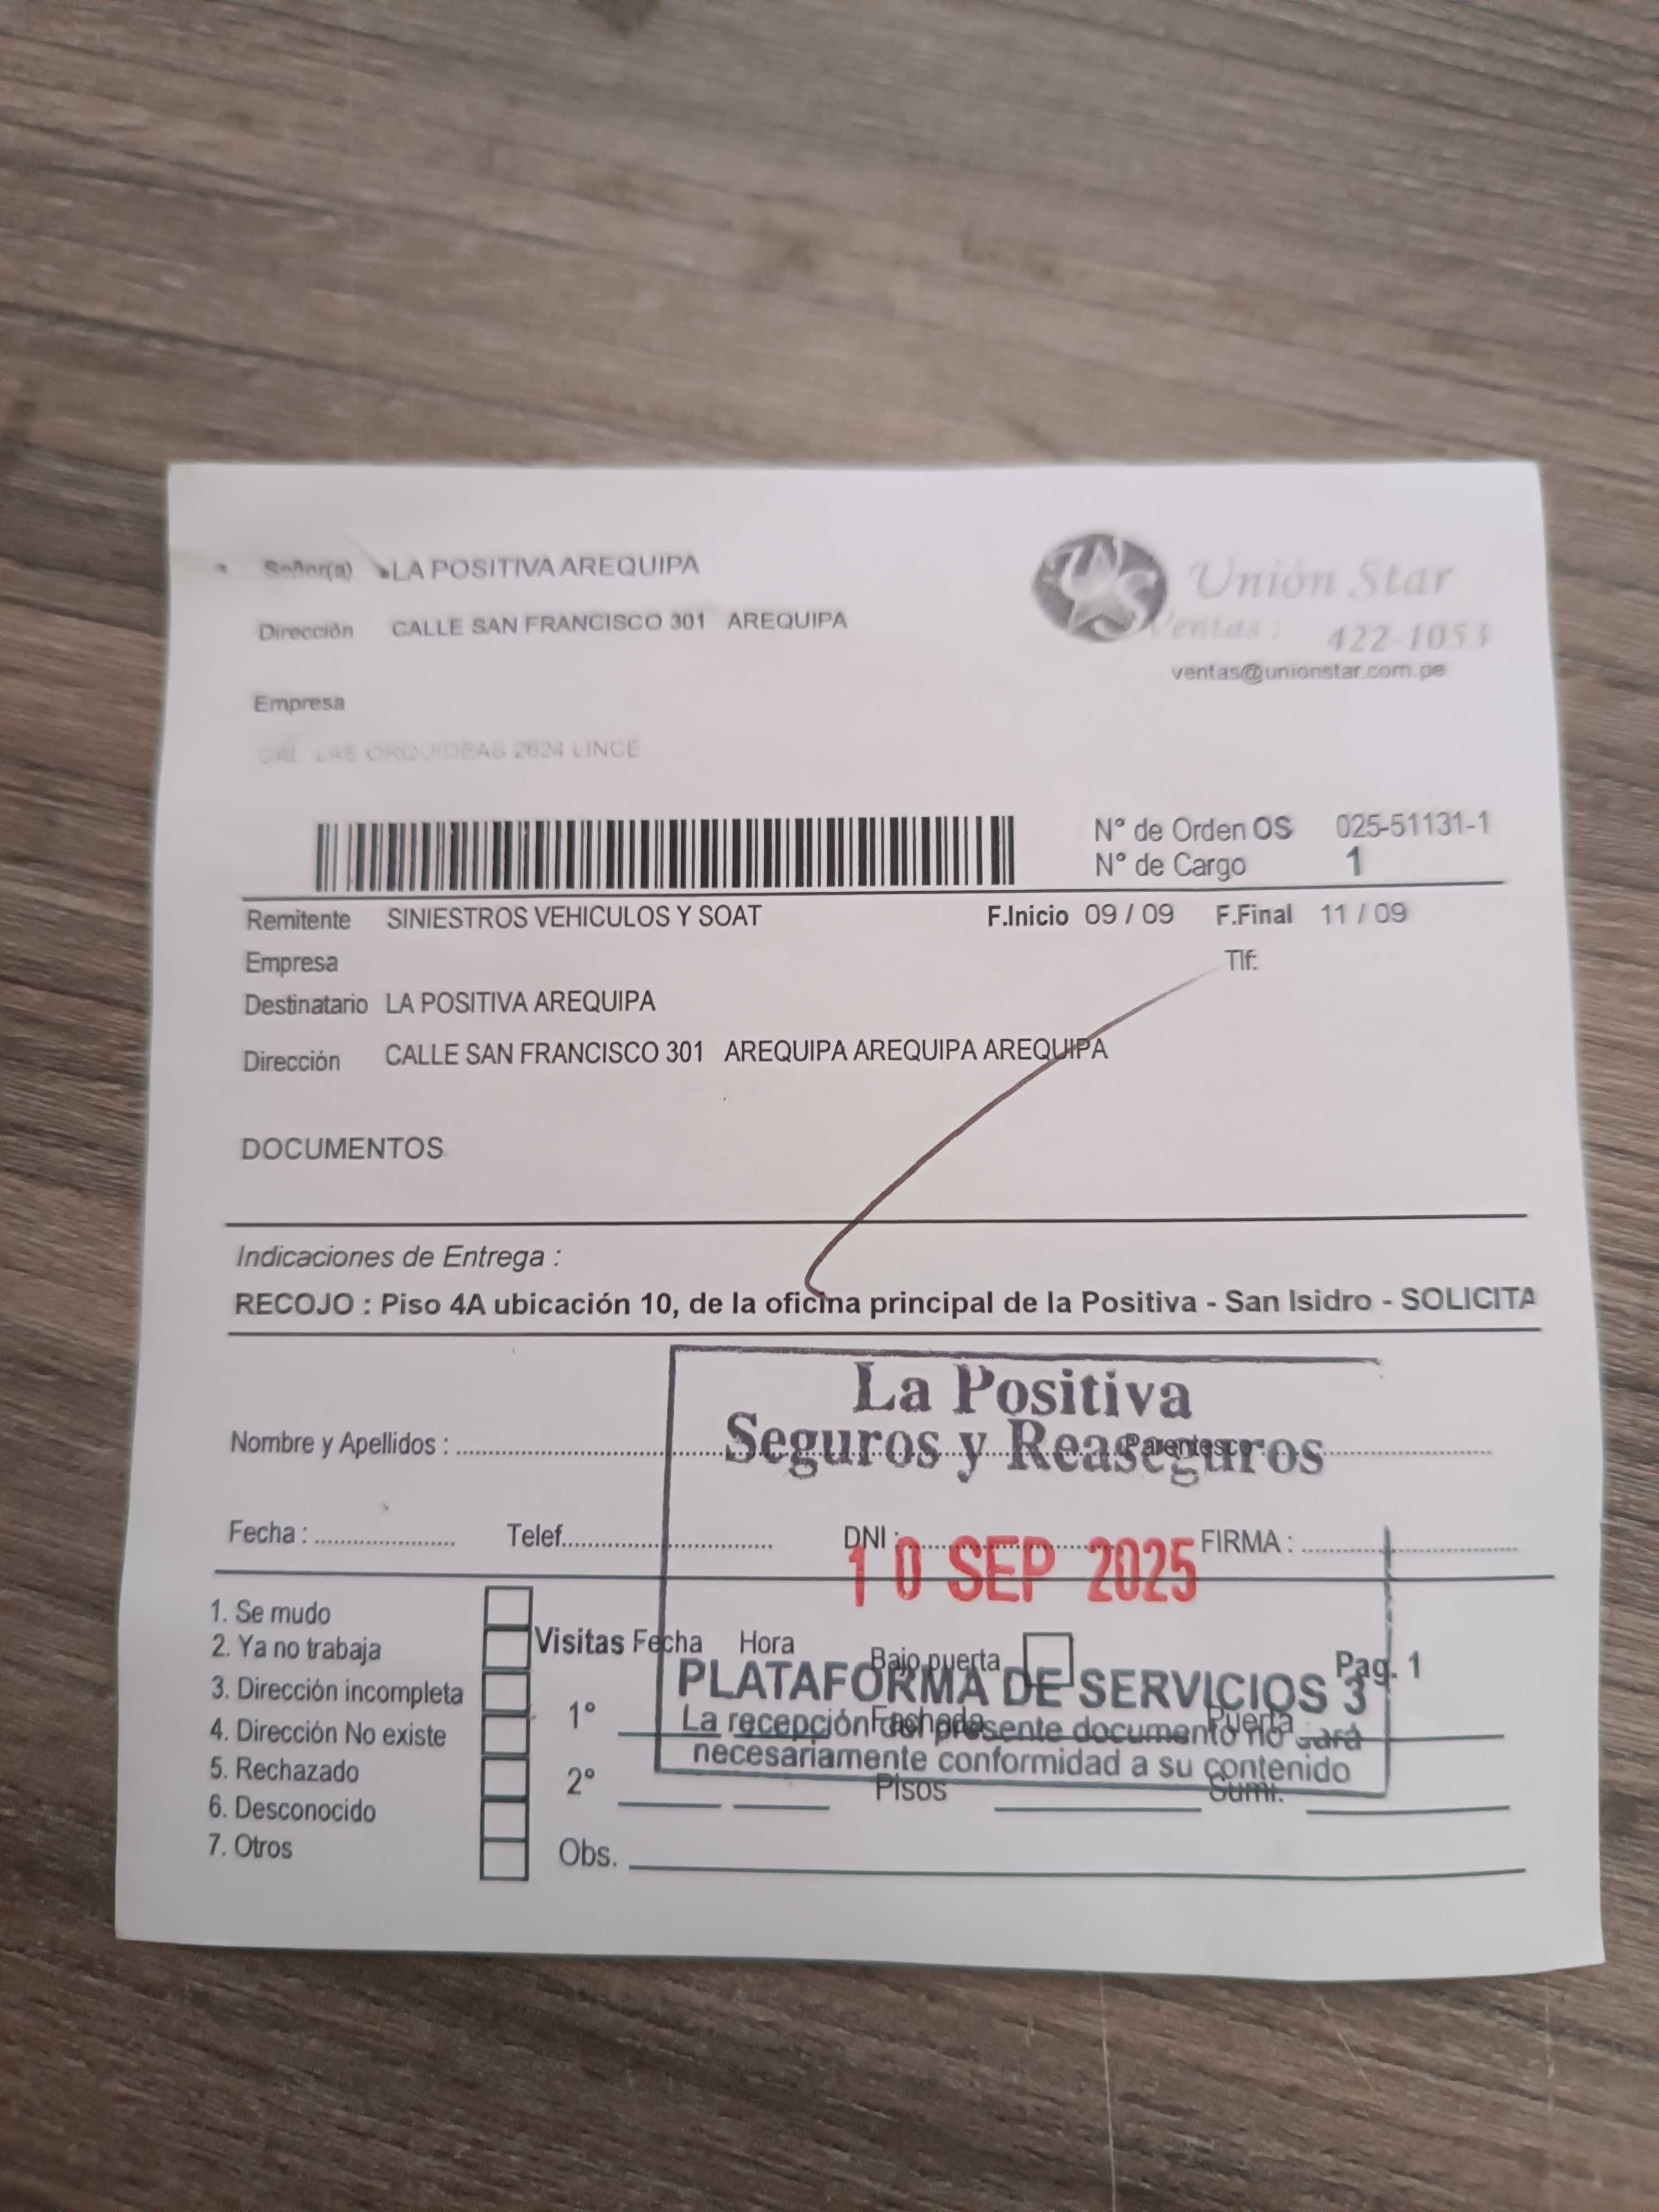 Señor(a) LA POSITIVA AREQUIPA
Dirección CALLE SAN FRANCISCO 301 AREQUIPA
Unión Star
Ventas : 422-1053
ventas@unionstar.com.pe
Empresa
CAL. LAS ORQUIDEAS 2624 LINCE
N° de Orden OS 025-51131-1
N° de Cargo 1
Remitente SINIESTROS VEHICULOS Y SOAT F.Inicio 09 / 09 F.Final 11 / 09
Empresa Tlf:
Destinatario LA POSITIVA AREQUIPA
Dirección CALLE SAN FRANCISCO 301 AREQUIPA AREQUIPA AREQUIPA
DOCUMENTOS
Indicaciones de Entrega :
RECOJO : Piso 4A ubicación 10, de la oficina principal de la Positiva - San Isidro - SOLICITA
La Positiva
Seguros y Reaseguros
Nombre y Apellidos : Parentesco :
Fecha : Telef. DNI : FIRMA :
10 SEP 2025
1. Se mudo
2. Ya no trabaja
3. Dirección incompleta
4. Dirección No existe
5. Rechazado
6. Desconocido
7. Otros
Visitas Fecha Hora Bajo puerta Pag. 1
PLATAFORMA DE SERVICIOS 3
1° Fachada Puerta
La recepción del presente documento no dará
necesariamente conformidad a su contenido
2° Pisos Sumi.
Obs.